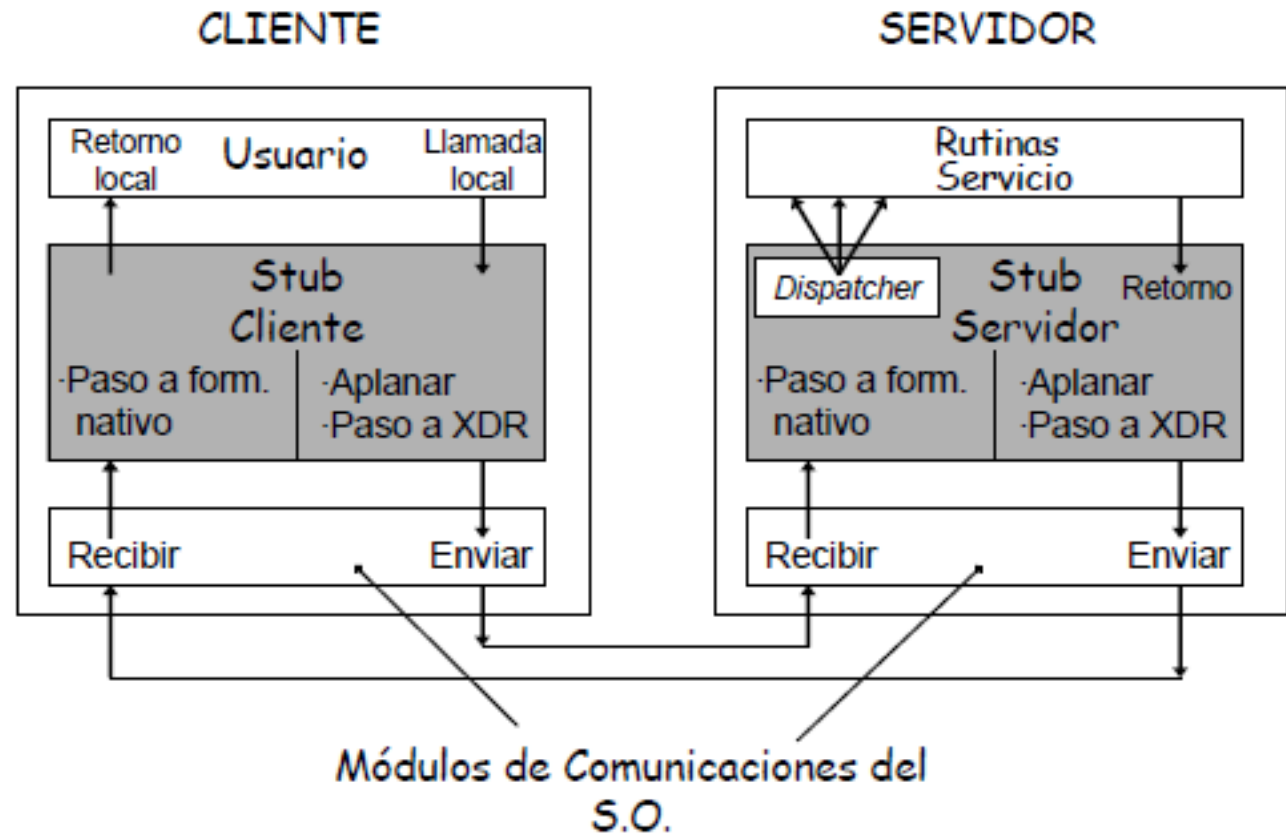 CLIENTE
SERVIDOR
Retorno
local
Usuario
Llamada
local
Rutinas
Servicio
Stub
Cliente
·Paso a form.
nativo
·Aplanar
·Paso a XDR
Dispatcher
Stub
Servidor
Retorno
·Paso a form.
nativo
·Aplanar
·Paso a XDR
Recibir
Enviar
Recibir
Enviar
Módulos de Comunicaciones del
S.O.